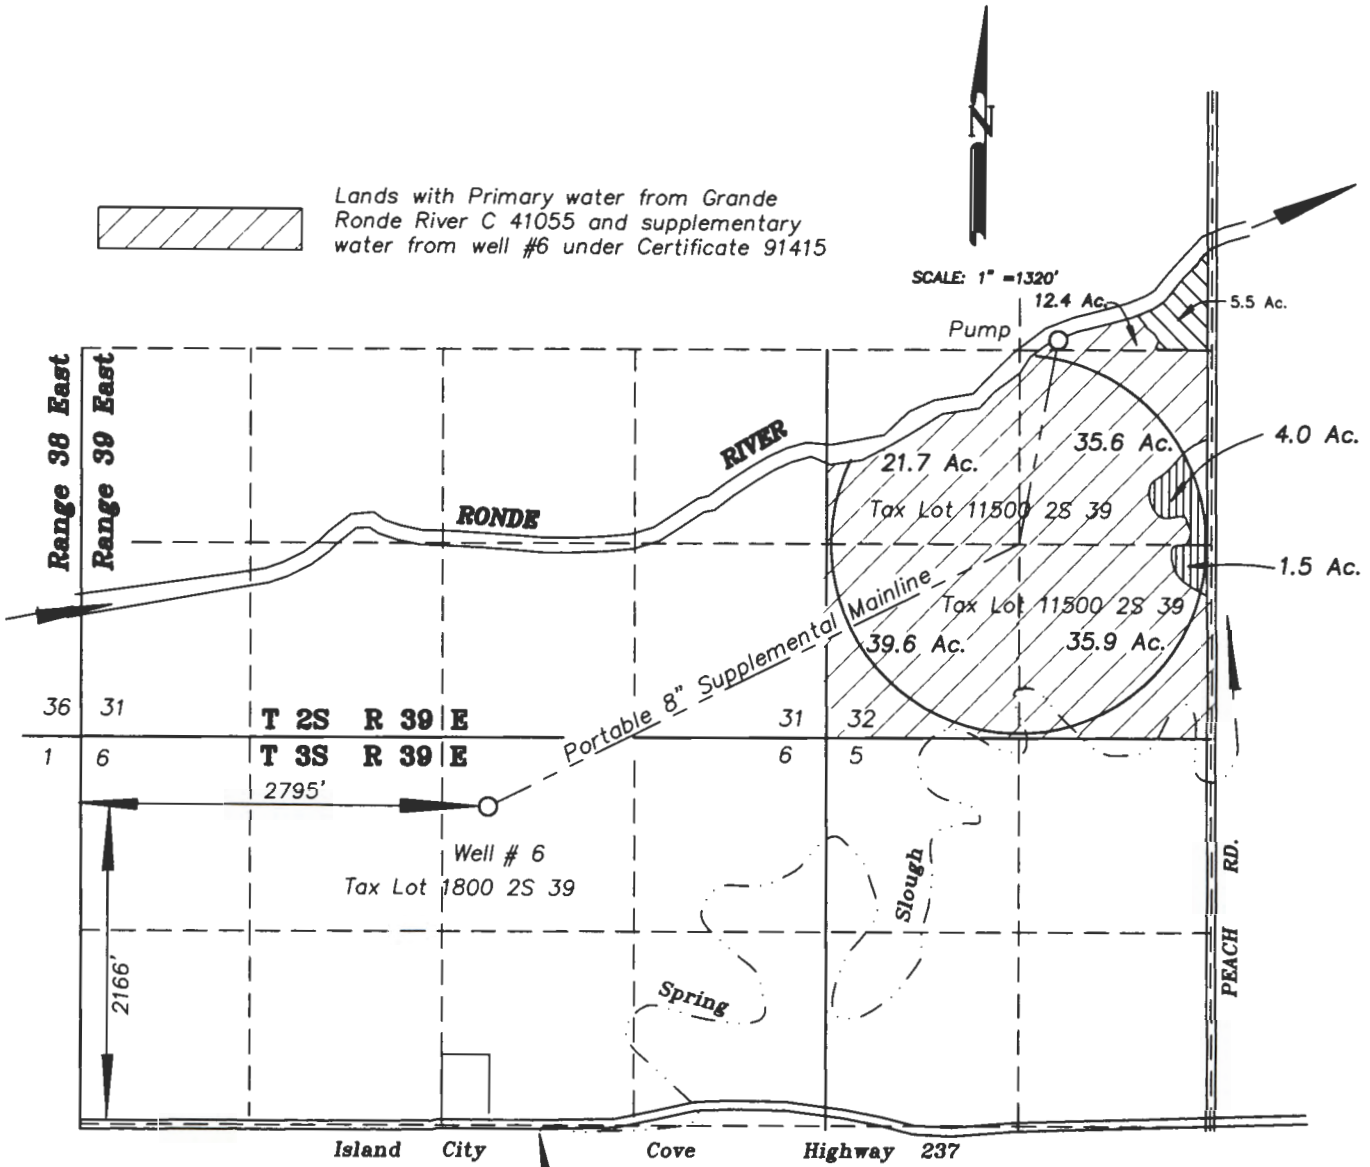 N
Lands with Primary water from Grande
Ronde River C 41055 and supplementary
water from well #6 under Certificate 91415
SCALE: 1" =1320'
12.4 Ac.
5.5 Ac.
Pump
Range 38 East
Range 39 East
RIVER
35.6 Ac.
4.0 Ac.
21.7 Ac.
RONDE
Tax Lot 11500 2S 39
1.5 Ac.
Portable 8" Supplemental Mainline
Tax Lot 11500 2S 39
39.6 Ac.
35.9 Ac.
36 31
T 2S R 39 E
31 32
1 6
T 3S R 39 E
6 5
2795'
Well # 6
Tax Lot 1800 2S 39
Slough
PEACH RD.
2166'
Spring
Island City Cove Highway 237